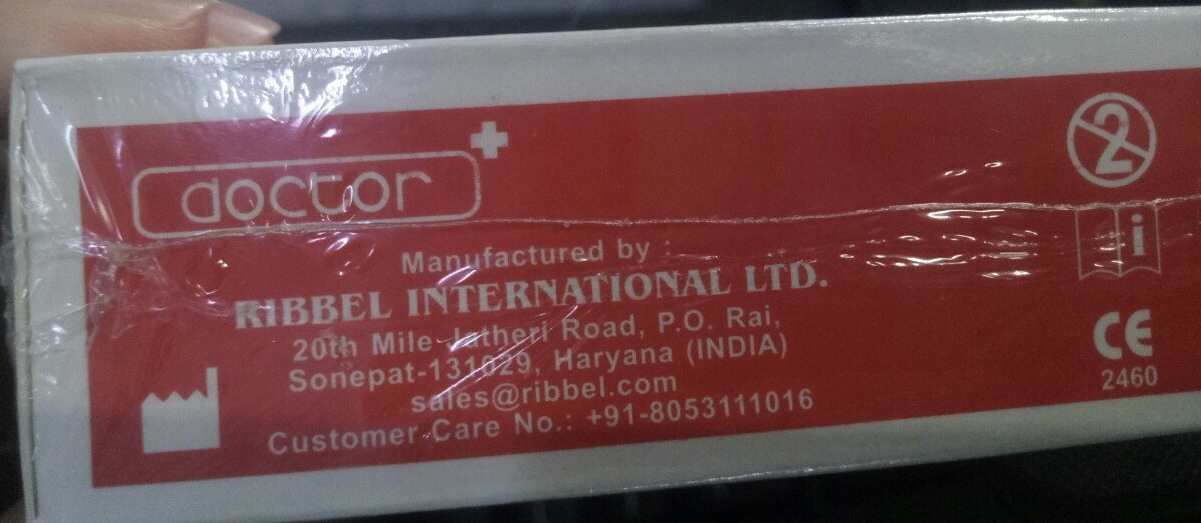 doctor
Manufactured by :
RIBBEL INTERNATIONAL LTD.
20th Mile Jatheri Road, P.O. Rai,
Sonepat-131029, Haryana (INDIA)
sales@ribbel.com
Customer Care No.: +91-8053111016
2
i
CE
2460